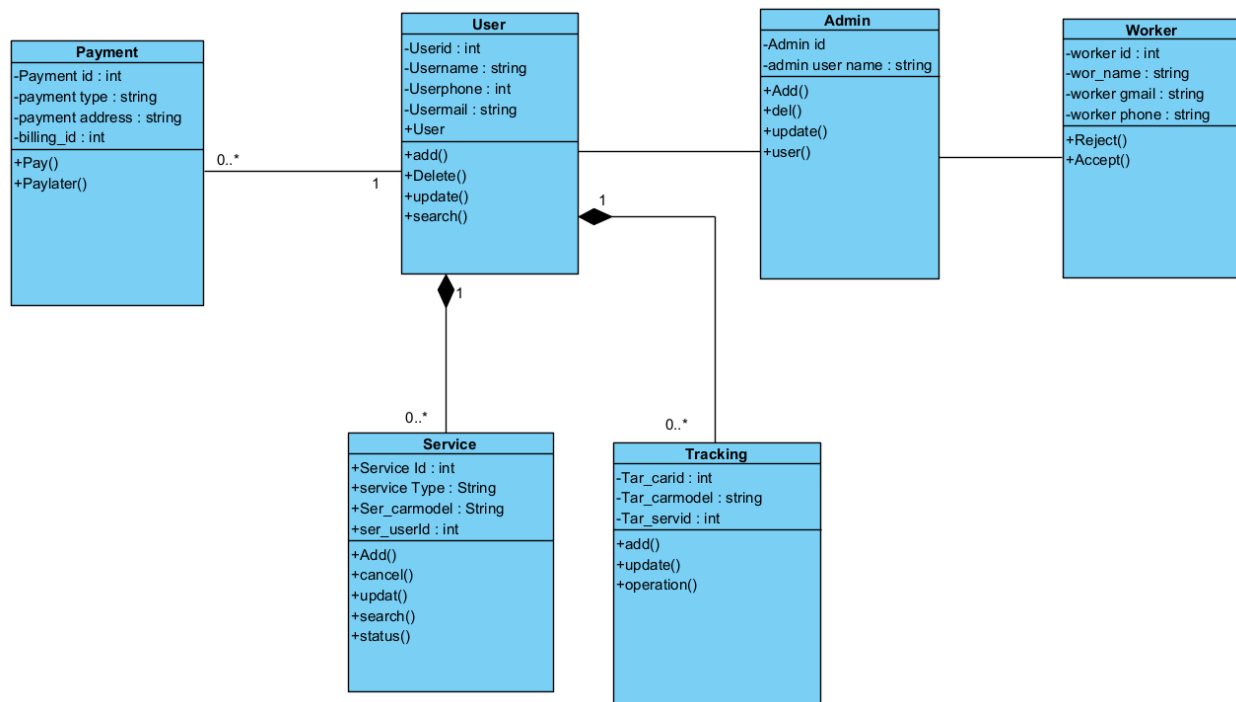 Payment
-Payment id : int
-payment type : string
-payment address : string
-billing_id : int
+Pay()
+Paylater()
0..*
1
User
-Userid : int
-Username : string
-Userphone : int
-Usermail : string
+User
+add()
+Delete()
+update()
+search()
1
1
Admin
-Admin id
-admin user name : string
+Add()
+del()
+update()
+user()
Worker
-worker id : int
-wor_name : string
-worker gmail : string
-worker phone : string
+Reject()
+Accept()
0..*
Service
+Service Id : int
+service Type : String
+Ser_carmodel : String
+ser_userId : int
+Add()
+cancel()
+updat()
+search()
+status()
0..*
Tracking
-Tar_carid : int
-Tar_carmodel : string
-Tar_servid : int
+add()
+update()
+operation()